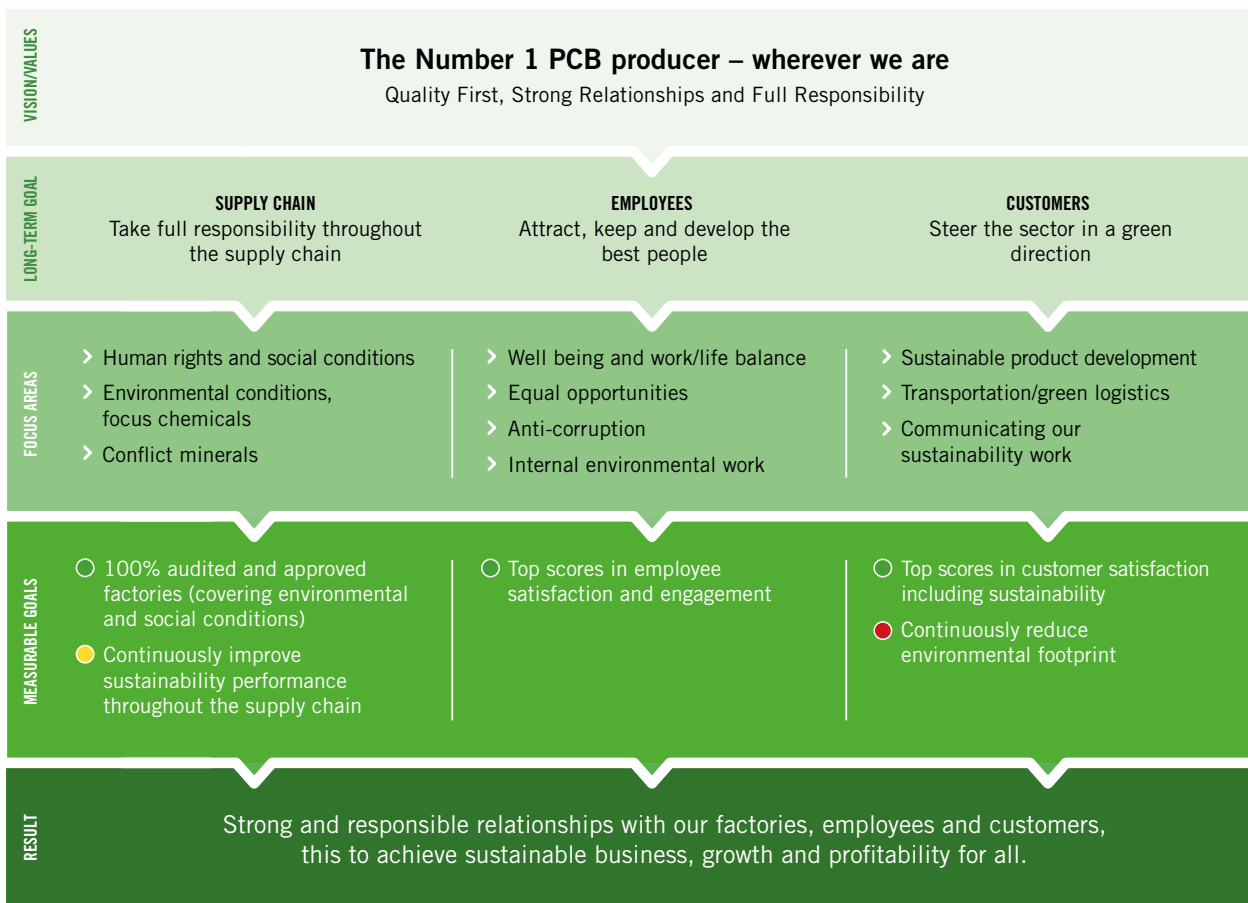 VISION/VALUES
The Number 1 PCB producer – wherever we are
Quality First, Strong Relationships and Full Responsibility
LONG-TERM GOAL
SUPPLY CHAIN
Take full responsibility throughout
the supply chain
EMPLOYEES
Attract, keep and develop the
best people
CUSTOMERS
Steer the sector in a green
direction
FOCUS AREAS
Human rights and social conditions
Environmental conditions,
focus chemicals
Conflict minerals
Well being and work/life balance
Equal opportunities
Anti-corruption
Internal environmental work
Sustainable product development
Transportation/green logistics
Communicating our
sustainability work
MEASURABLE GOALS
100% audited and approved
factories (covering environmental
and social conditions)
Continuously improve
sustainability performance
throughout the supply chain
Top scores in employee
satisfaction and engagement
Top scores in customer satisfaction
including sustainability
Continuously reduce
environmental footprint
RESULT
Strong and responsible relationships with our factories, employees and customers,
this to achieve sustainable business, growth and profitability for all.